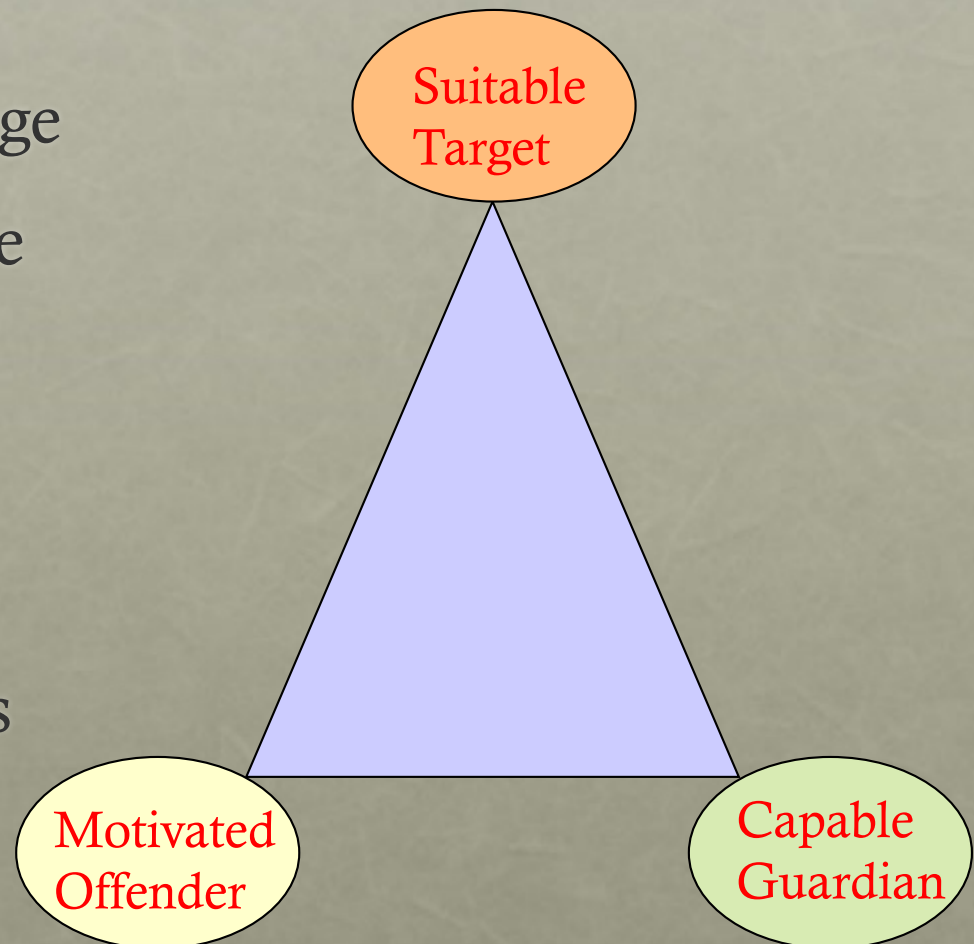 Suitable
Target
Motivated
Offender
Capable
Guardian